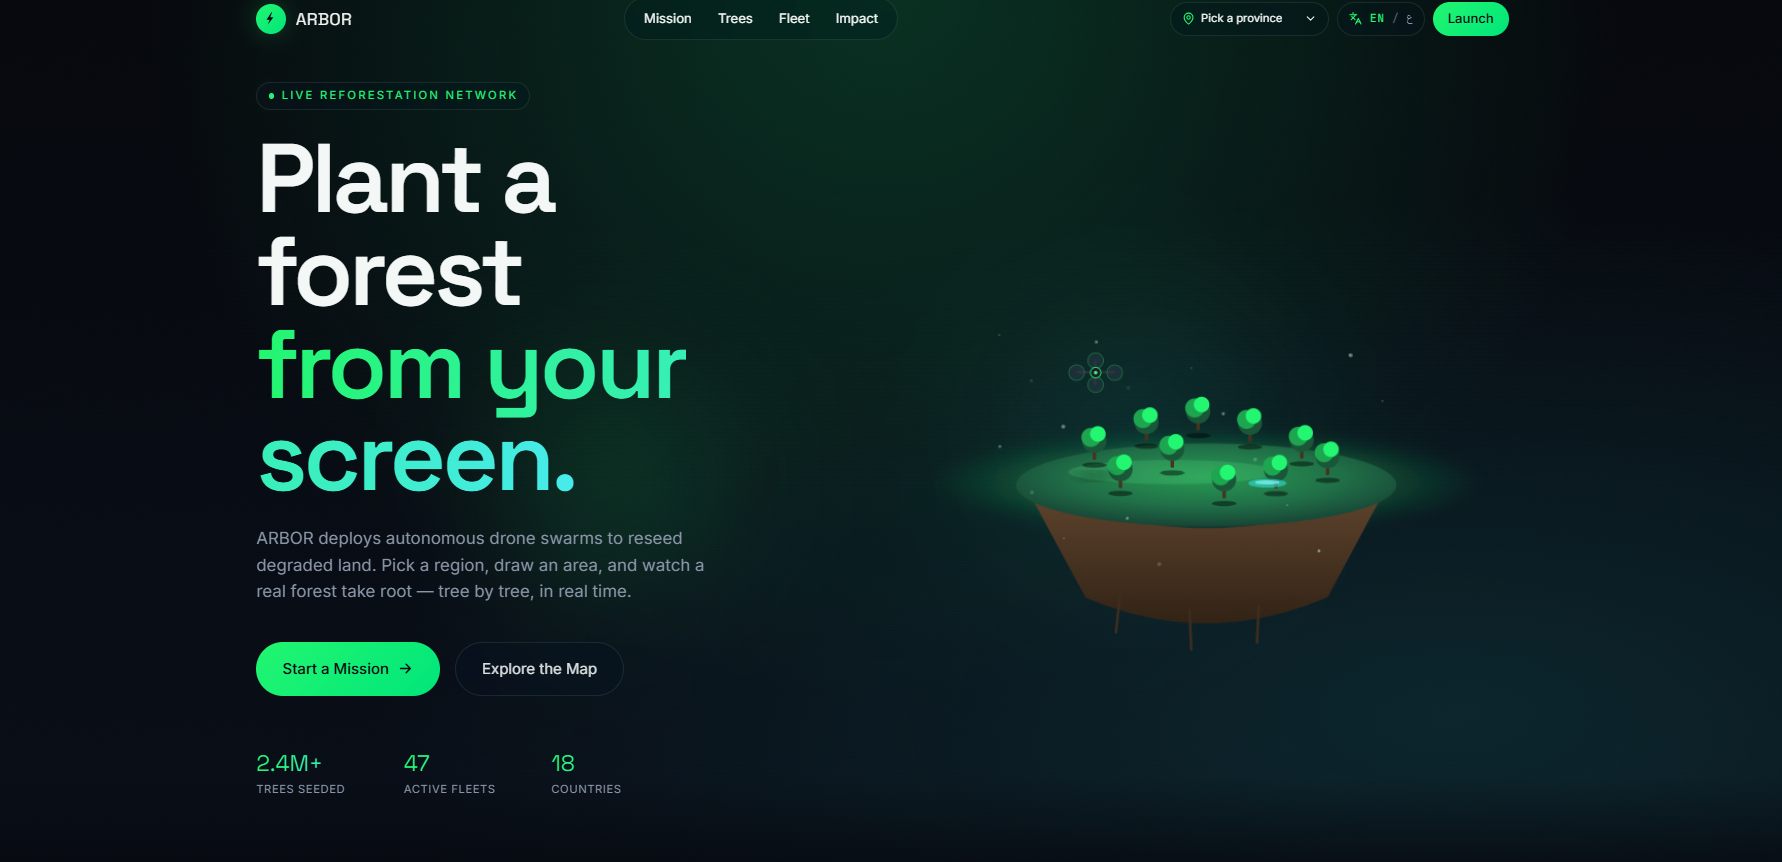 ARBOR
Mission Trees Fleet Impact
Pick a province
EN / ع
Launch
LIVE REFORESTATION NETWORK
Plant a
forest
from your
screen.
ARBOR deploys autonomous drone swarms to reseed
degraded land. Pick a region, draw an area, and watch a
real forest take root — tree by tree, in real time.
Start a Mission →
Explore the Map
2.4M+ 47 18
TREES SEEDED ACTIVE FLEETS COUNTRIES